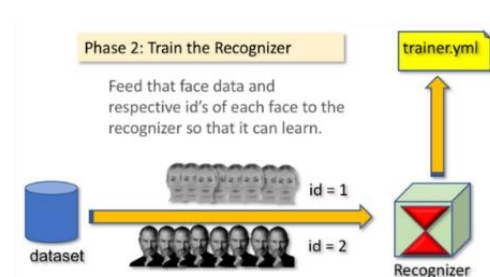 Phase 2: Train the Recognizer
trainer.yml
Feed that face data and
respective id's of each face to the
recognizer so that it can learn.
id = 1
id = 2
dataset
Recognizer